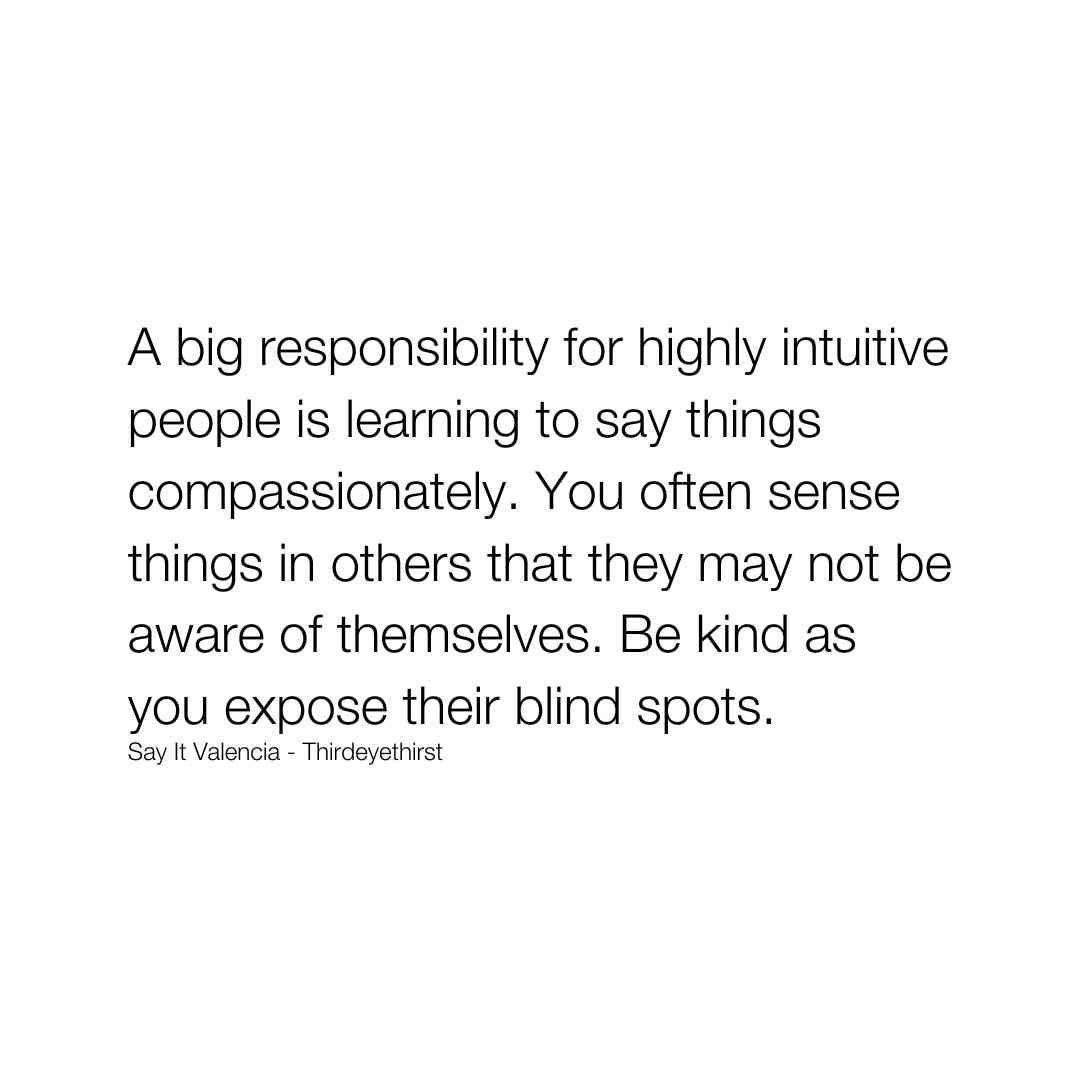 A big responsibility for highly intuitive
people is learning to say things
compassionately. You often sense
things in others that they may not be
aware of themselves. Be kind as
you expose their blind spots.
Say It Valencia - Thirdeyethirst